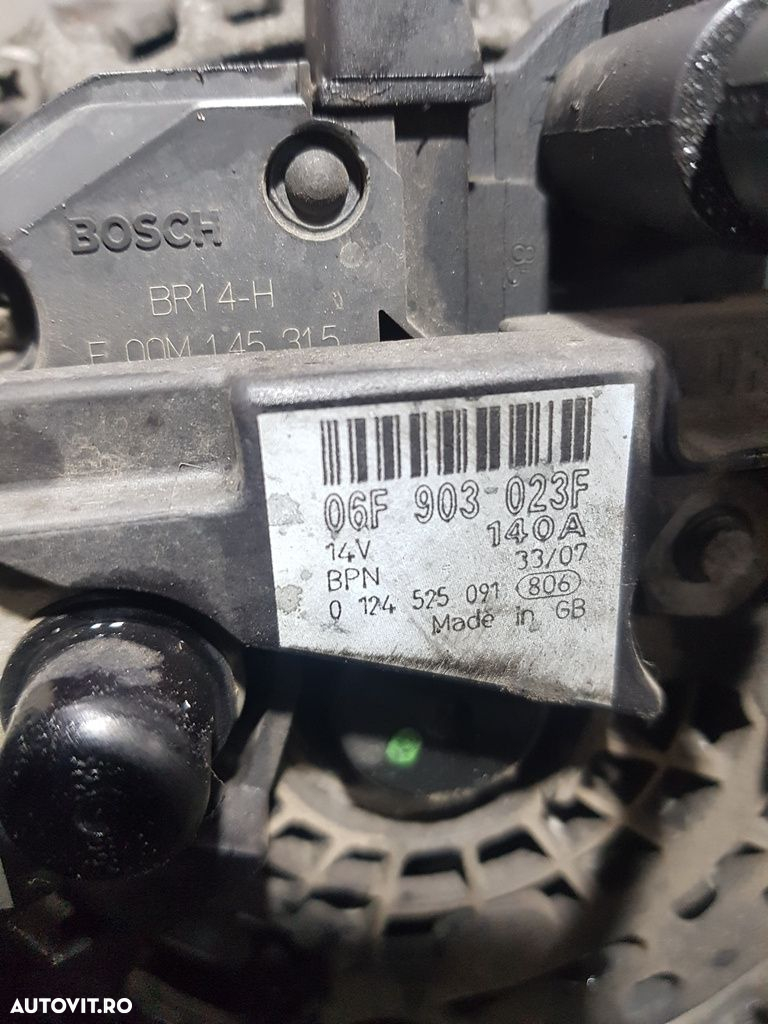 BOSCH
BR14-H
F 00M 145 315
06F 903 023F
140A
14V
33/07
BPN
0 124 525 091 806
Made in GB
AUTOVIT.RO